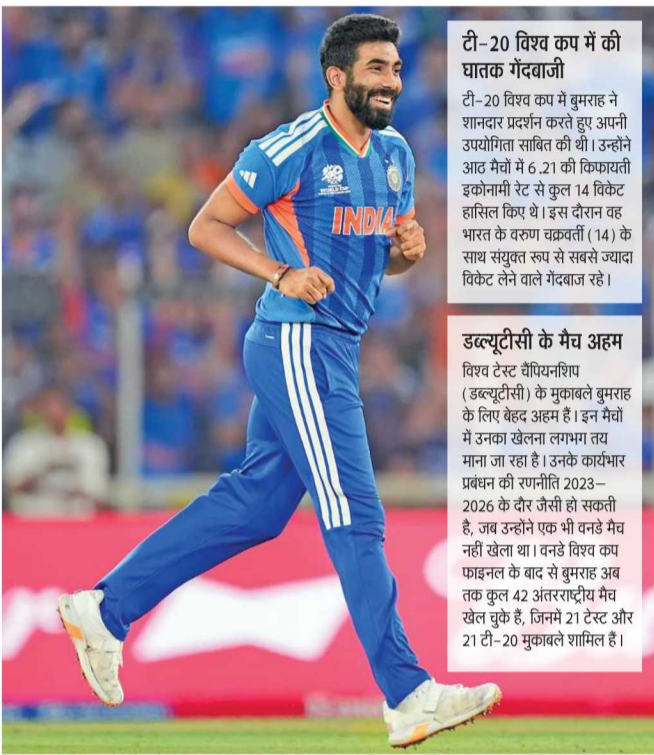 टी-20 विश्व कप में की
घातक गेंदबाजी
टी-20 विश्व कप में बुमराह ने
शानदार प्रदर्शन करते हुए अपनी
उपयोगिता साबित की थी। उन्होंने
आठ मैचों में 6.21 की किफायती
इकोनामी रेट से कुल 14 विकेट
हासिल किए थे। इस दौरान वह
भारत के वरुण चक्रवर्ती (14) के
साथ संयुक्त रूप से सबसे ज्यादा
विकेट लेने वाले गेंदबाज रहे।
डब्ल्यूटीसी के मैच अहम
विश्व टेस्ट चैंपियनशिप
(डब्ल्यूटीसी) के मुकाबले बुमराह
के लिए बेहद अहम हैं। इन मैचों
में उनका खेलना लगभग तय
माना जा रहा है। उनके कार्यभार
प्रबंधन की रणनीति 2023-
2026 के दौर जैसी हो सकती
है, जब उन्होंने एक भी वनडे मैच
नहीं खेला था। वनडे विश्व कप
फाइनल के बाद से बुमराह अब
तक कुल 42 अंतरराष्ट्रीय मैच
खेल चुके हैं, जिनमें 21 टेस्ट और
21 टी-20 मुकाबले शामिल हैं।
WORLD CUP
INDIA